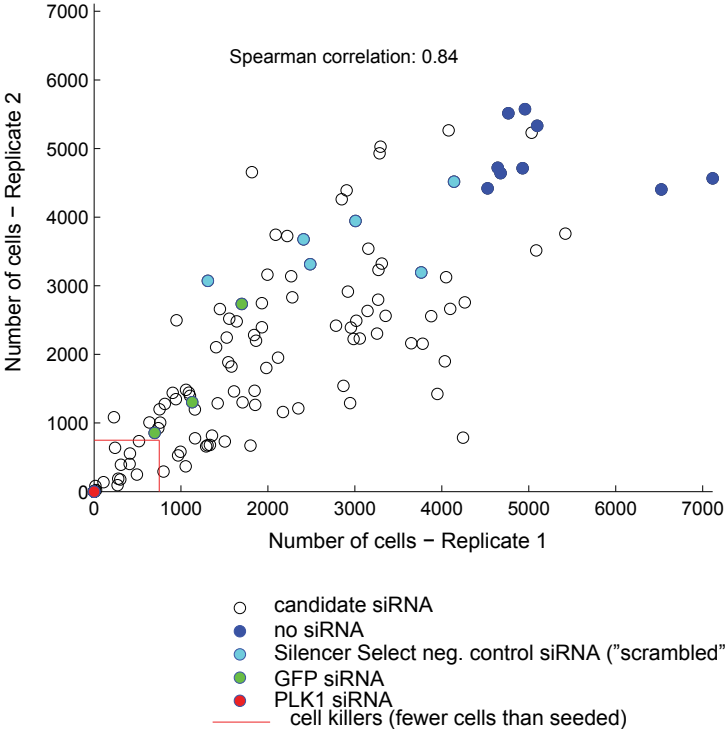 7000
Spearman correlation: 0.84
6000
5000
4000
3000
2000
1000
0
Number of cells − Replicate 2
0 1000 2000 3000 4000 5000 6000 7000
Number of cells − Replicate 1
candidate siRNA
no siRNA
Silencer Select neg. control siRNA ("scrambled"
GFP siRNA
PLK1 siRNA
cell killers (fewer cells than seeded)